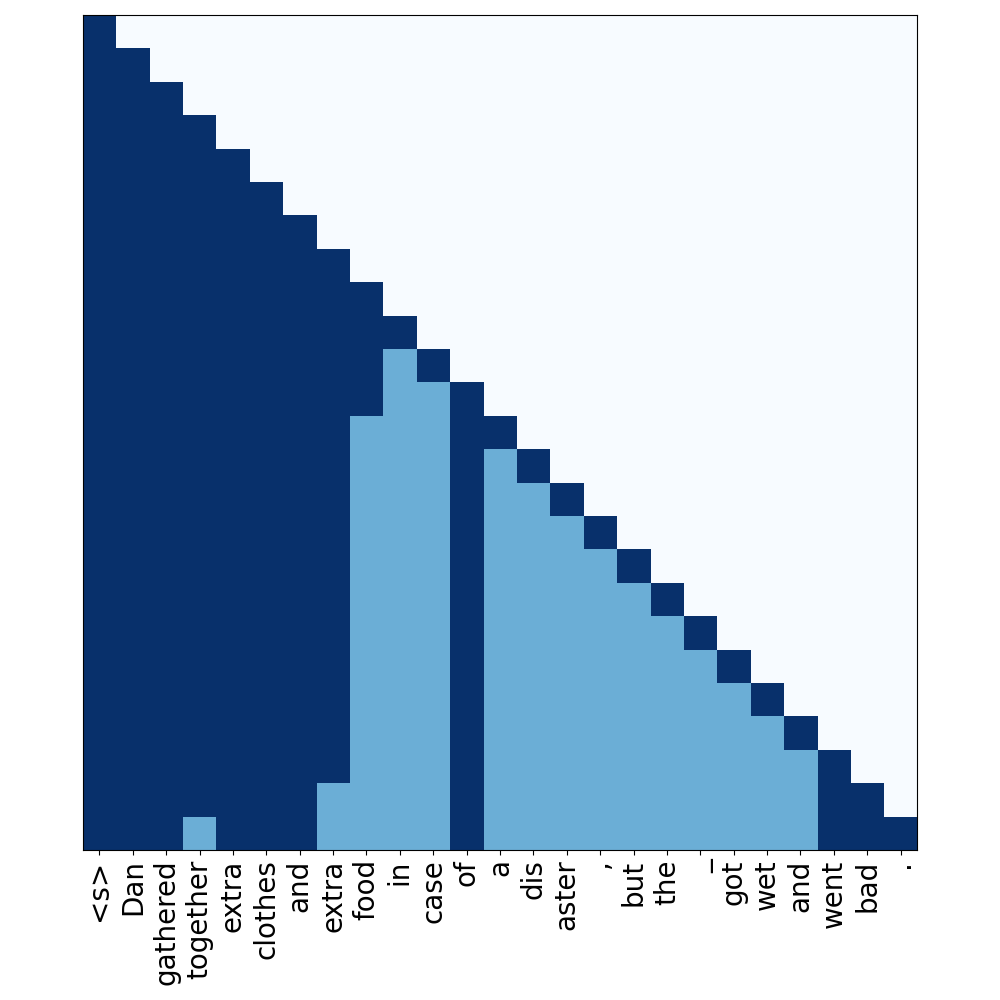 <s>
Dan
gathered
together
extra
clothes
and
extra
food
in
case
of
a
dis
aster
,
but
the
_
got
wet
and
went
bad
.